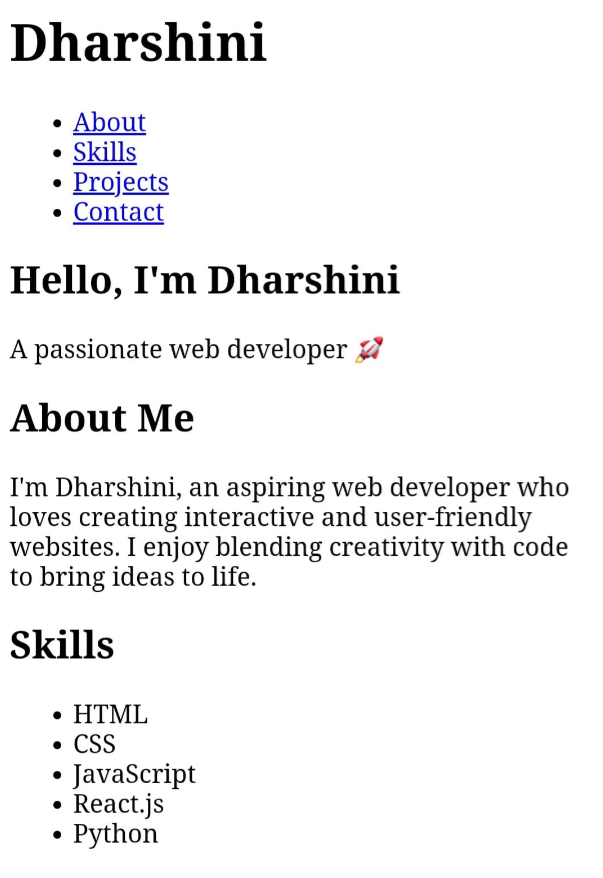 Dharshini
About
Skills
Projects
Contact
Hello, I'm Dharshini
A passionate web developer 🚀
About Me
I'm Dharshini, an aspiring web developer who
loves creating interactive and user-friendly
websites. I enjoy blending creativity with code
to bring ideas to life.
Skills
HTML
CSS
JavaScript
React.js
Python